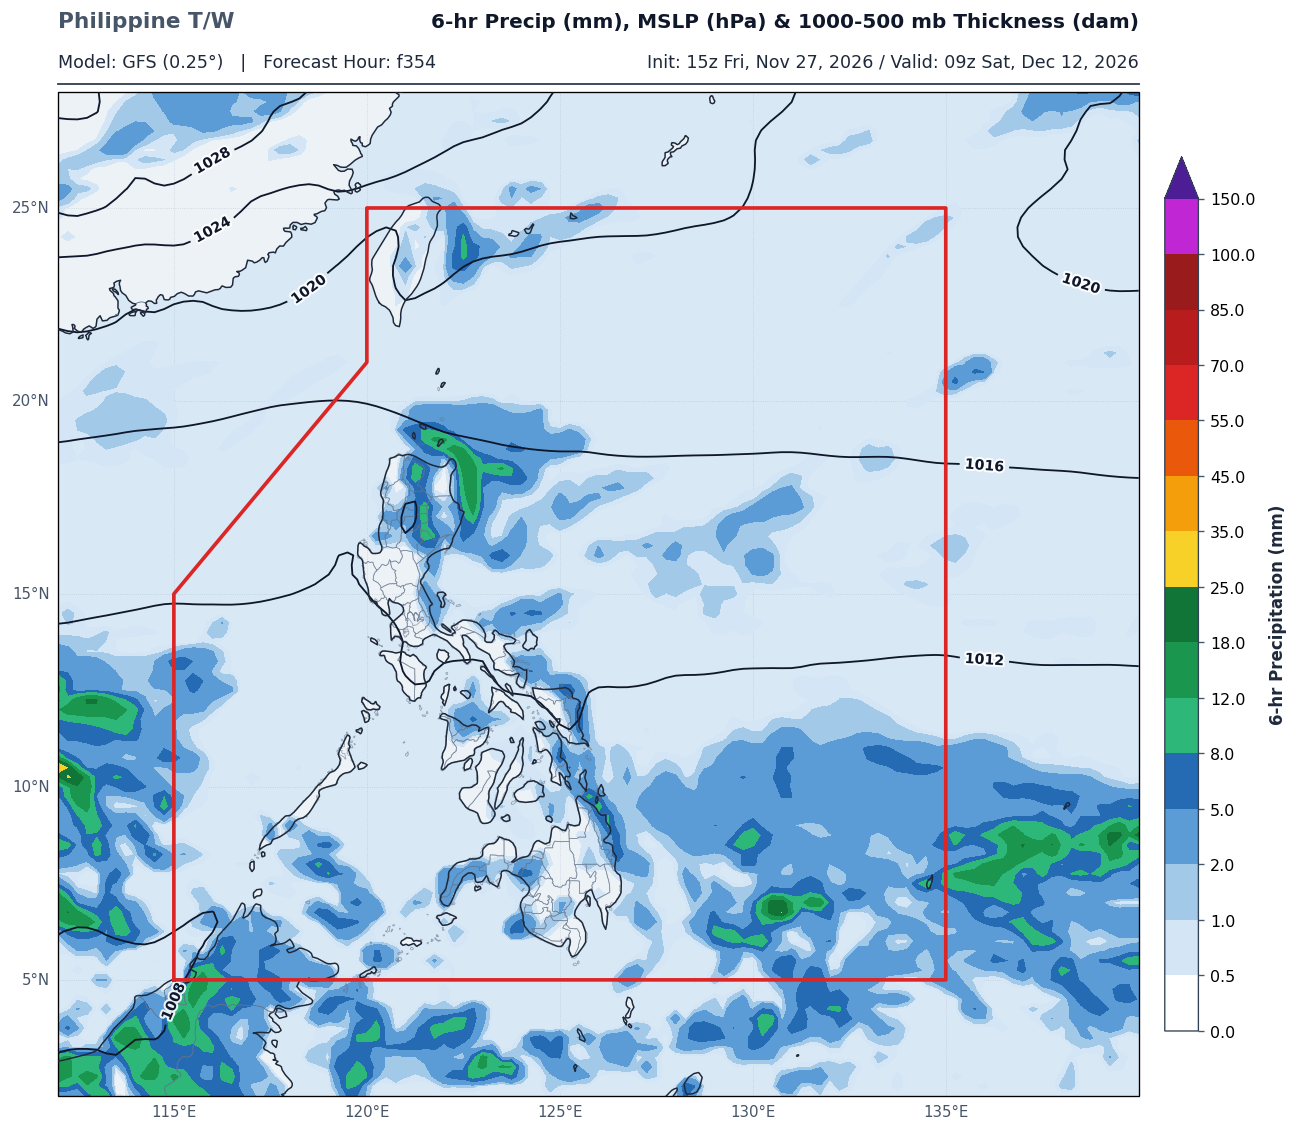 Philippine T/W
6-hr Precip (mm), MSLP (hPa) & 1000-500 mb Thickness (dam)
Model: GFS (0.25°) | Forecast Hour: f354
Init: 15z Fri, Nov 27, 2026 / Valid: 09z Sat, Dec 12, 2026
1028
1024
1020
1020
1016
1012
1008
25°N
20°N
15°N
10°N
5°N
115°E
120°E
125°E
130°E
135°E
150.0
100.0
85.0
70.0
55.0
45.0
35.0
25.0
18.0
12.0
8.0
5.0
2.0
1.0
0.5
0.0
6-hr Precipitation (mm)